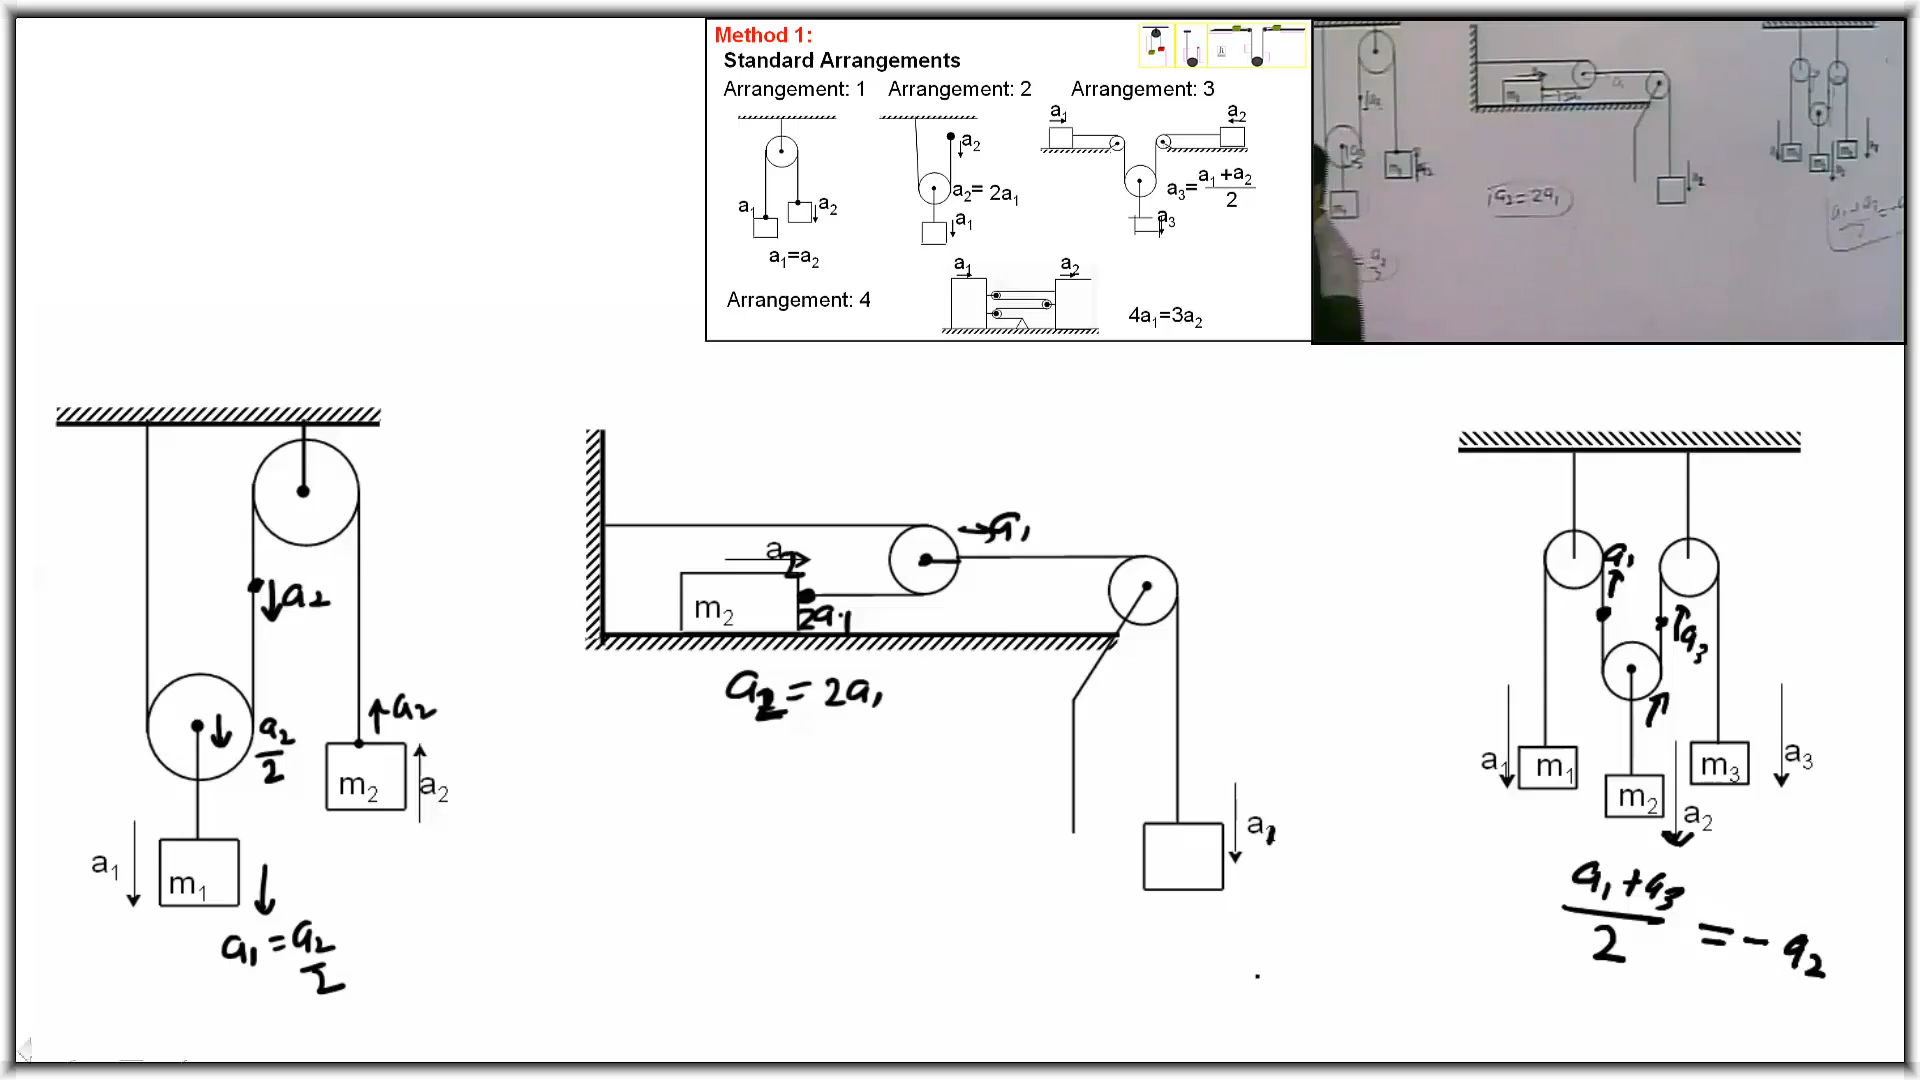 Method 1:
Standard Arrangements
Arrangement: 1 Arrangement: 2 Arrangement: 3
a₁ a₂
a₂
a₂= 2a₁
a₃= (a₁+a₂)/2
a₁ a₂
a₁
a₃
a₁=a₂
a₁ a₂
Arrangement: 4
4a₁=3a₂
a₂
a₂/2
a₂
m₂
a₂
a₁
m₁
a₁=a₂/2
a₁
a₂
m₂
2a₁
a₂=2a₁
a₁
a₁
a₃
a₁
m₁
m₂
m₃
a₃
a₂
(a₁+a₃)/2 = -a₂
a₂=2a₁